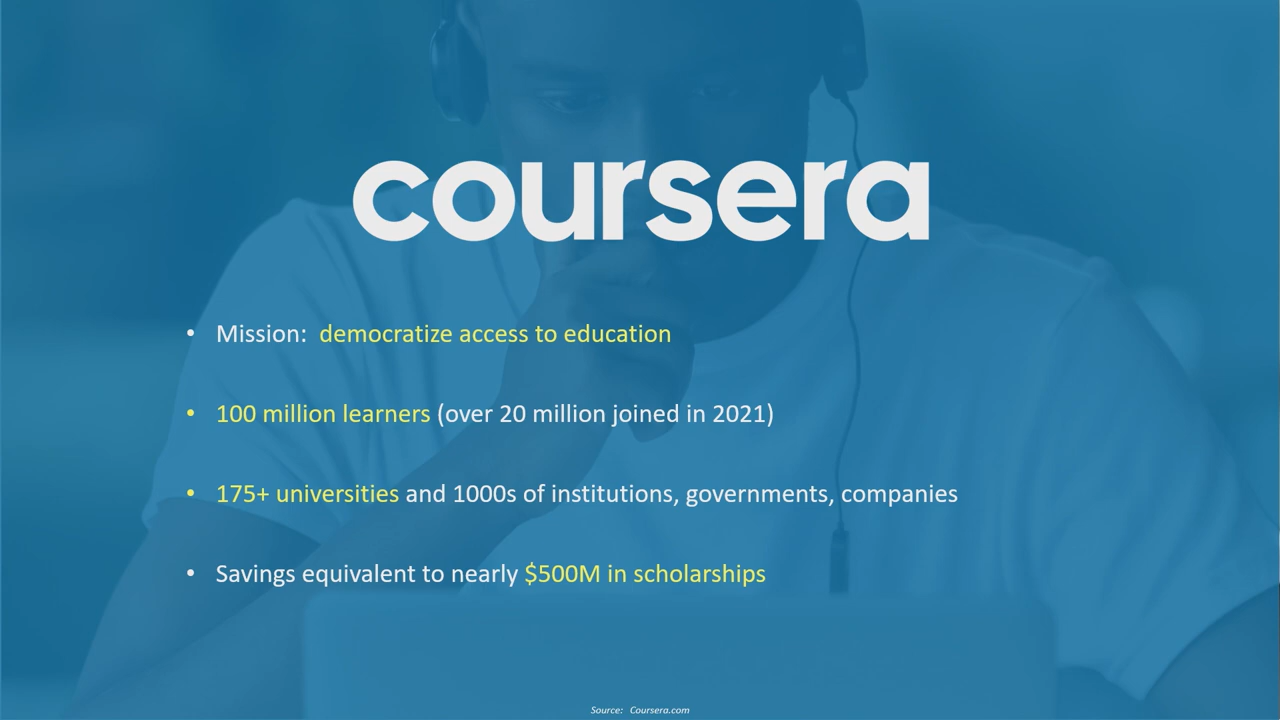 coursera
• Mission: democratize access to education
• 100 million learners (over 20 million joined in 2021)
• 175+ universities and 1000s of institutions, governments, companies
• Savings equivalent to nearly $500M in scholarships
Source: Coursera.com